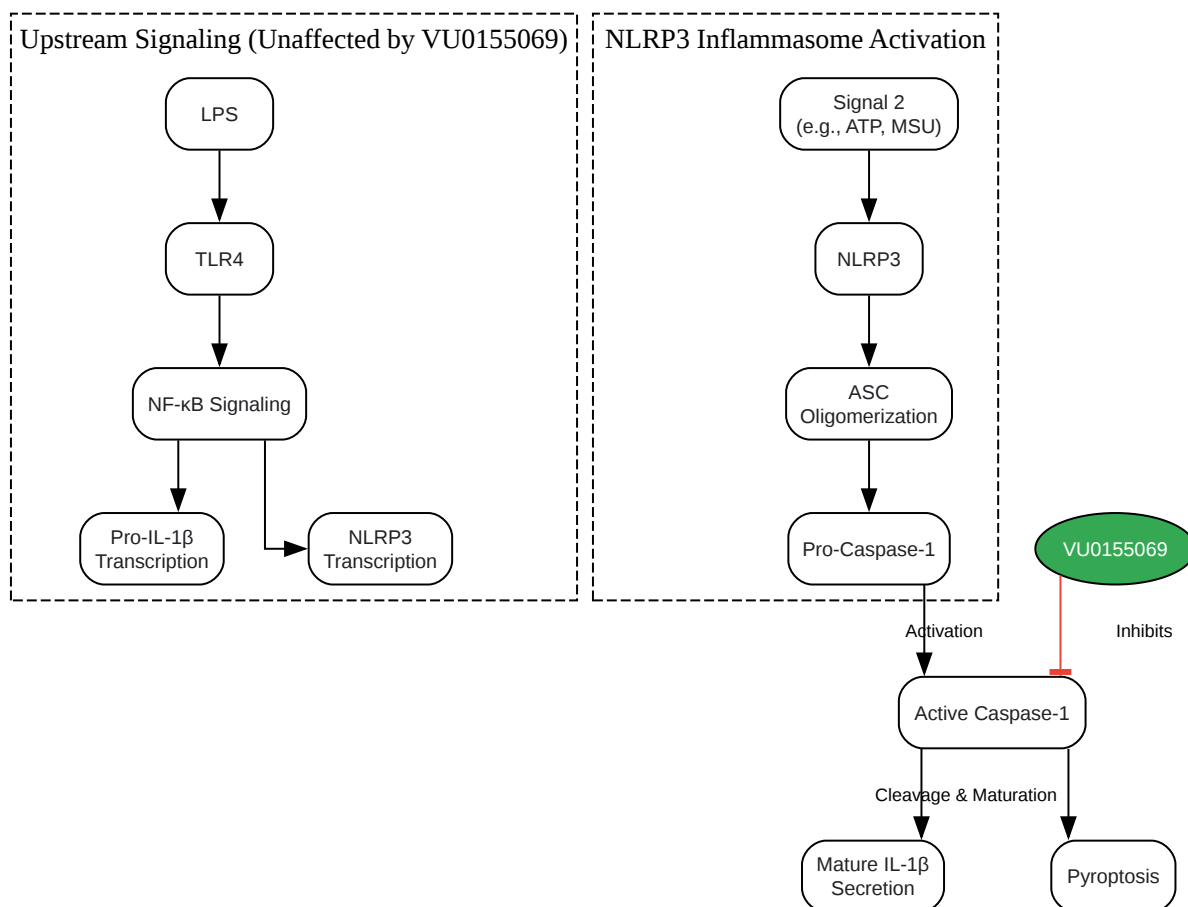 Upstream Signaling (Unaffected by VU0155069)
LPS
TLR4
NF-κB Signaling
Pro-IL-1β
Transcription
NLRP3
Transcription
NLRP3 Inflammasome Activation
Signal 2
(e.g., ATP, MSU)
NLRP3
ASC
Oligomerization
Pro-Caspase-1
VU0155069
Activation
Inhibits
Active Caspase-1
Cleavage & Maturation
Mature IL-1β
Secretion
Pyroptosis